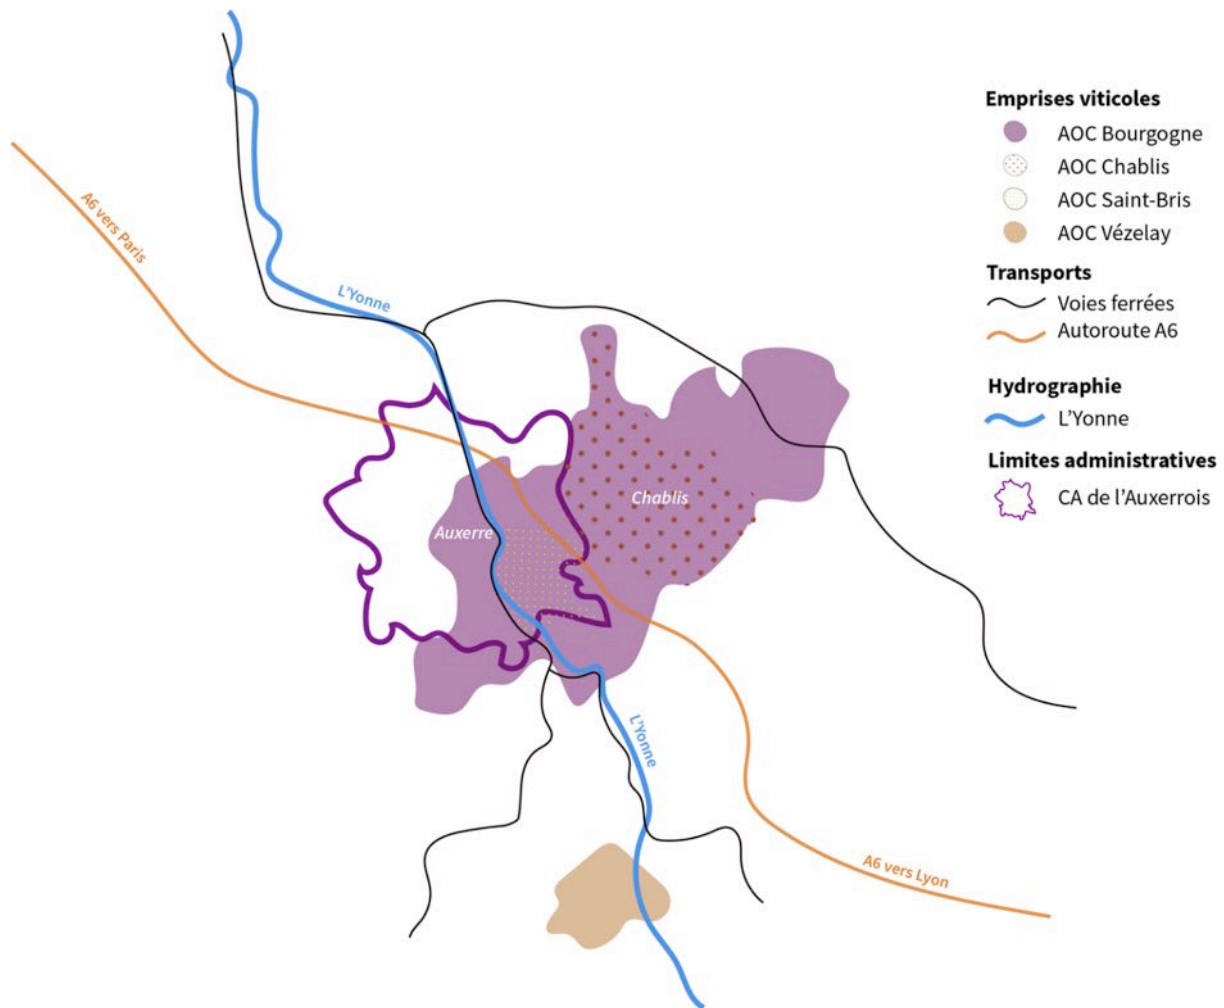 Emprises viticoles
AOC Bourgogne
AOC Chablis
AOC Saint-Bris
AOC Vézelay
Transports
Voies ferrées
Autoroute A6
Hydrographie
L'Yonne
Limites administratives
CA de l'Auxerrois
A6 vers Paris
L'Yonne
Chablis
Auxerre
L'Yonne
A6 vers Lyon